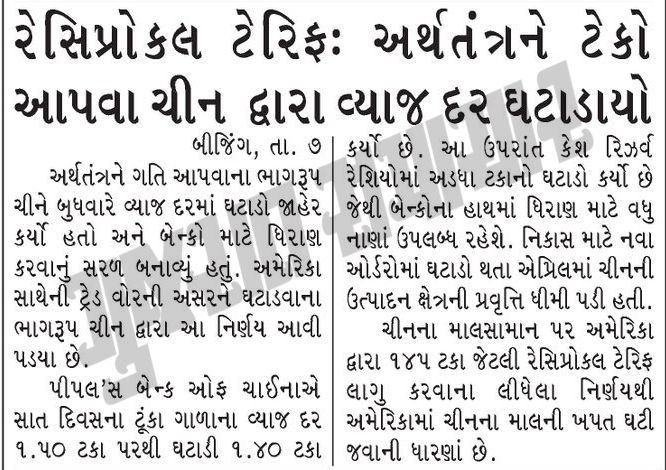 રેસિપ્રોકલ ટેરિફઃ અર્થતંત્રને ટેકો
આપવા ચીન દ્વારા વ્યાજ દર ઘટાડાયો
બીજિંગ, તા. ૭
અર્થતંત્રને ગતિ આપવાના ભાગરૂપ
ચીને બુધવારે વ્યાજ દરમાં ઘટાડો જાહેર
કર્યો હતો અને બેન્કો માટે ધિરાણ
કરવાનું સરળ બનાવ્યું હતું. અમેરિકા
સાથેની ટ્રેડ વોરની અસરને ઘટાડવાના
ભાગરૂપ ચીન દ્વારા આ નિર્ણય આવી
પડયા છે.
પીપલ'સ બેન્ક ઓફ ચાઈનાએ
સાત દિવસના ટૂંકા ગાળાના વ્યાજ દર
૧.૫૦ ટકા પરથી ઘટાડી ૧.૪૦ ટકા
કર્યો છે. આ ઉપરાંત કેશ રિઝર્વ
રેશિયોમાં અડધા ટકાનો ઘટાડો કર્યો છે
જેથી બેન્કોના હાથમાં ધિરાણ માટે વધુ
નાણાં ઉપલબ્ધ રહેશે. નિકાસ માટે નવા
ઓર્ડરોમાં ઘટાડો થતા એપ્રિલમાં ચીનની
ઉત્પાદન ક્ષેત્રની પ્રવૃત્તિ ધીમી પડી હતી.
ચીનના માલસામાન પર અમેરિકા
દ્વારા ૧૪૫ ટકા જેટલી રેસિપ્રોકલ ટેરિફ
લાગુ કરવાના લીધેલા નિર્ણયથી
અમેરિકામાં ચીનના માલની ખપત ઘટી
જવાની ધારણાં છે.
ગુજરાત સમાચાર